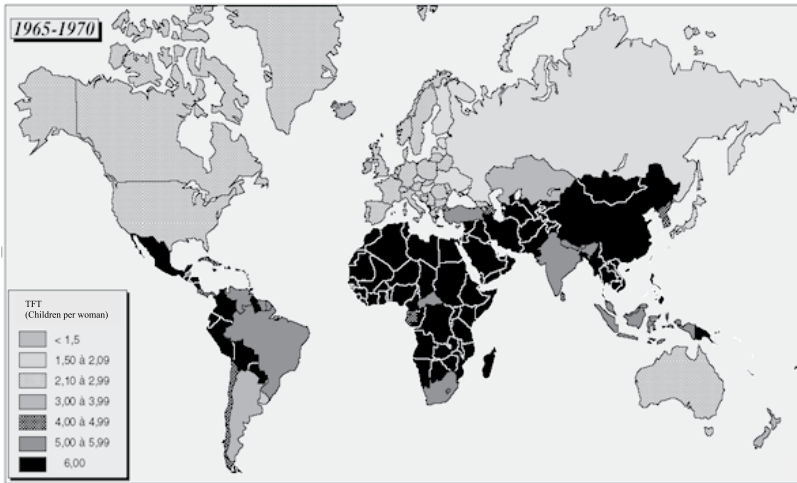 1965-1970
TFT
(Children per woman)
< 1,5
1,50 à 2,09
2,10 à 2,99
3,00 à 3,99
4,00 à 4,99
5,00 à 5,99
6,00